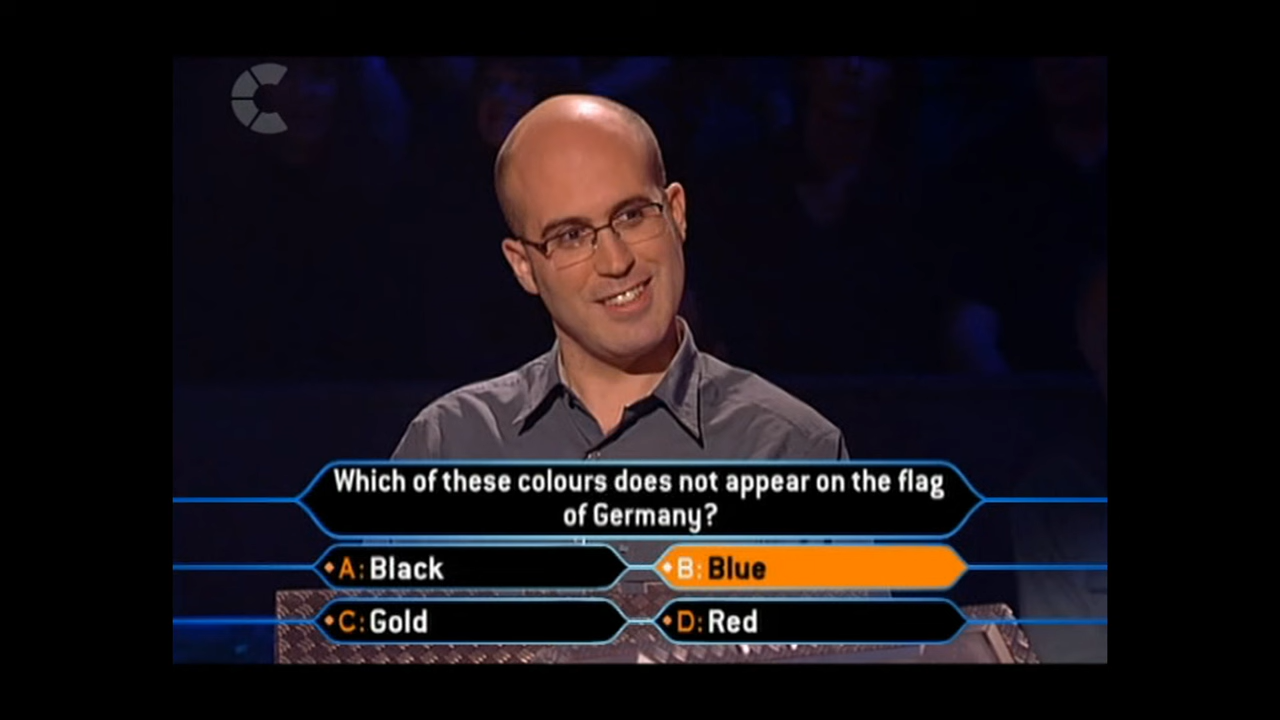 Which of these colours does not appear on the flag
of Germany?
A: Black
B: Blue
C: Gold
D: Red